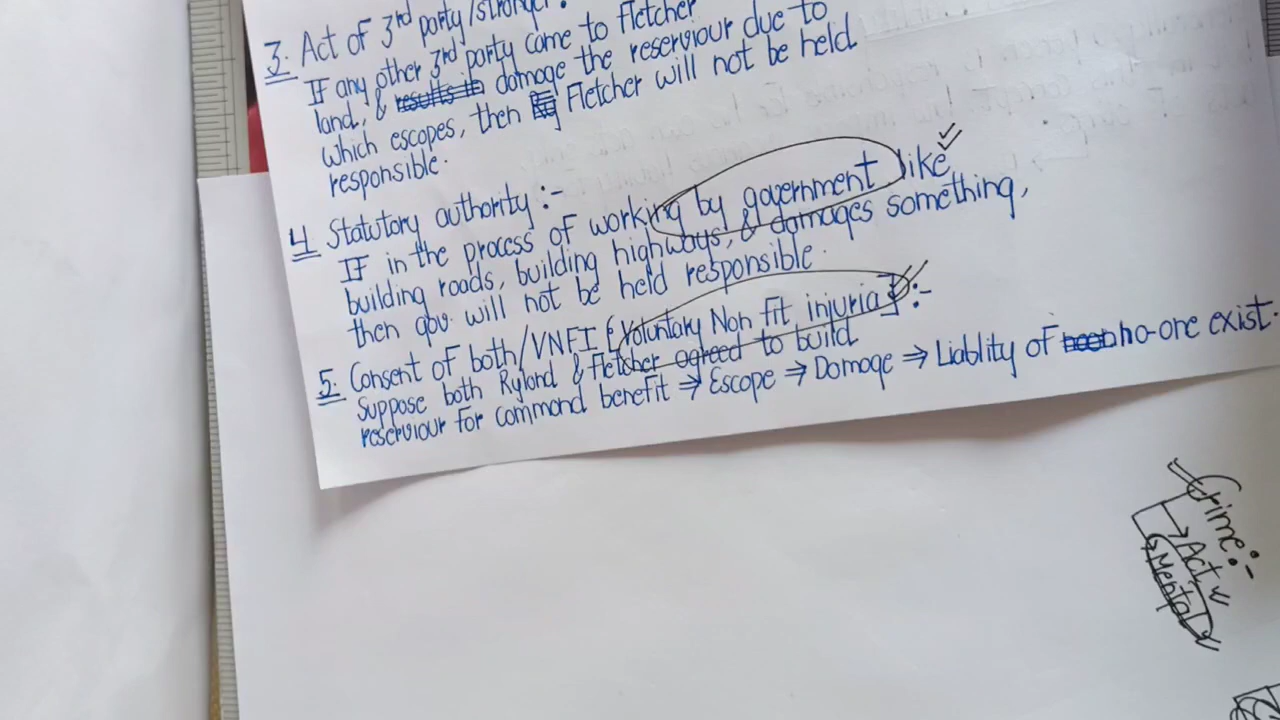 3. Act of 3rd party/stronger:
If any other 3rd party come to Fletcher
land, & results in damage the reserviour due to
which escapes, then Fletcher will not be held
responsible.
4 Statutory authority :-
If in the process of working by government like
building roads, building highways, & damages something,
then gov. will not be held responsible.
5. Consent of both/VNFI [Voluntary Non fit injuria] :-
Suppose both Ryland & Fletcher agreed to build
reserviour for commond benefit ⇒ Escape ⇒ Damage ⇒ Liablity of no-one exist.
Crime:-
→ Act
→ Mental